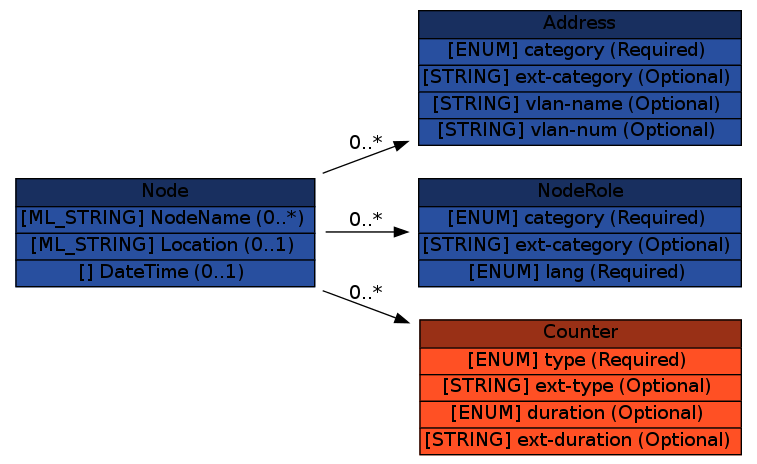 Address
[ENUM] category (Required)
[STRING] ext-category (Optional)
[STRING] vlan-name (Optional)
[STRING] vlan-num (Optional)
0..*
Node
[ML_STRING] NodeName (0..*)
[ML_STRING] Location (0..1)
[] DateTime (0..1)
0..*
NodeRole
[ENUM] category (Required)
[STRING] ext-category (Optional)
[ENUM] lang (Required)
0..*
Counter
[ENUM] type (Required)
[STRING] ext-type (Optional)
[ENUM] duration (Optional)
[STRING] ext-duration (Optional)